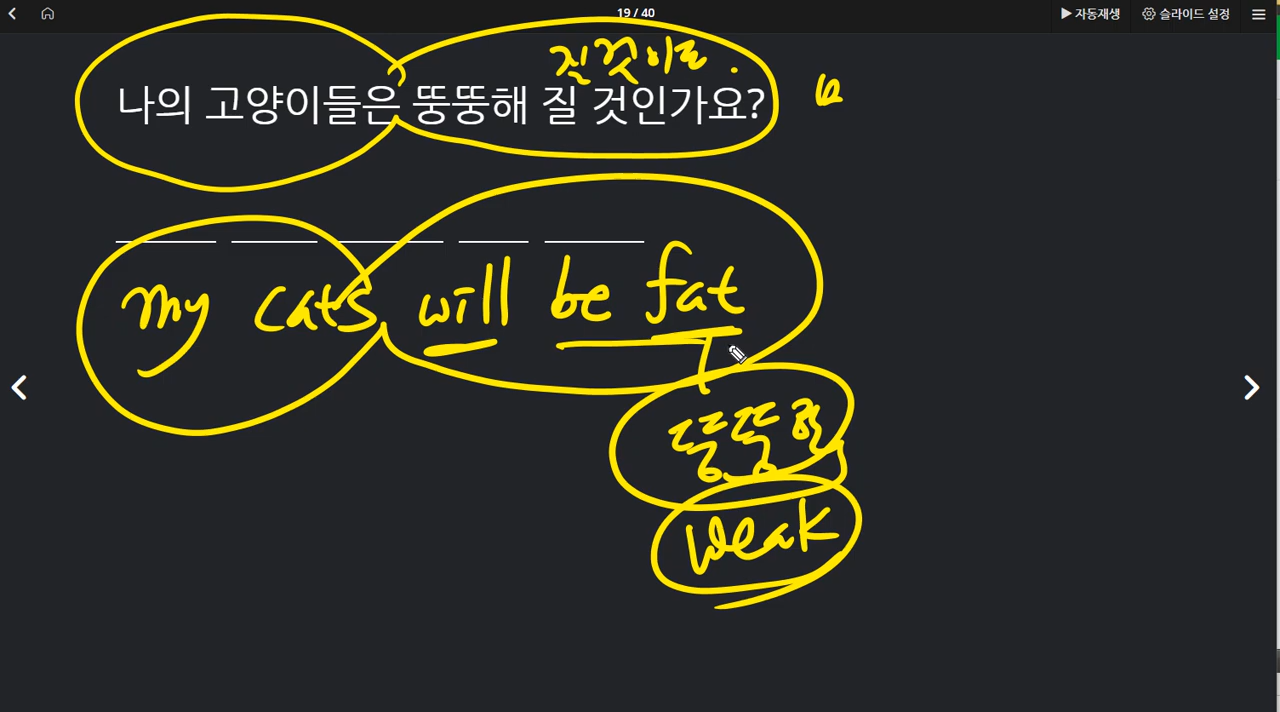 19 / 40
▶ 자동재생
슬라이드 설정
질것이다.
나의 고양이들은 뚱뚱해 질 것인가요?
my cats will be fat
뚱뚱한
weak